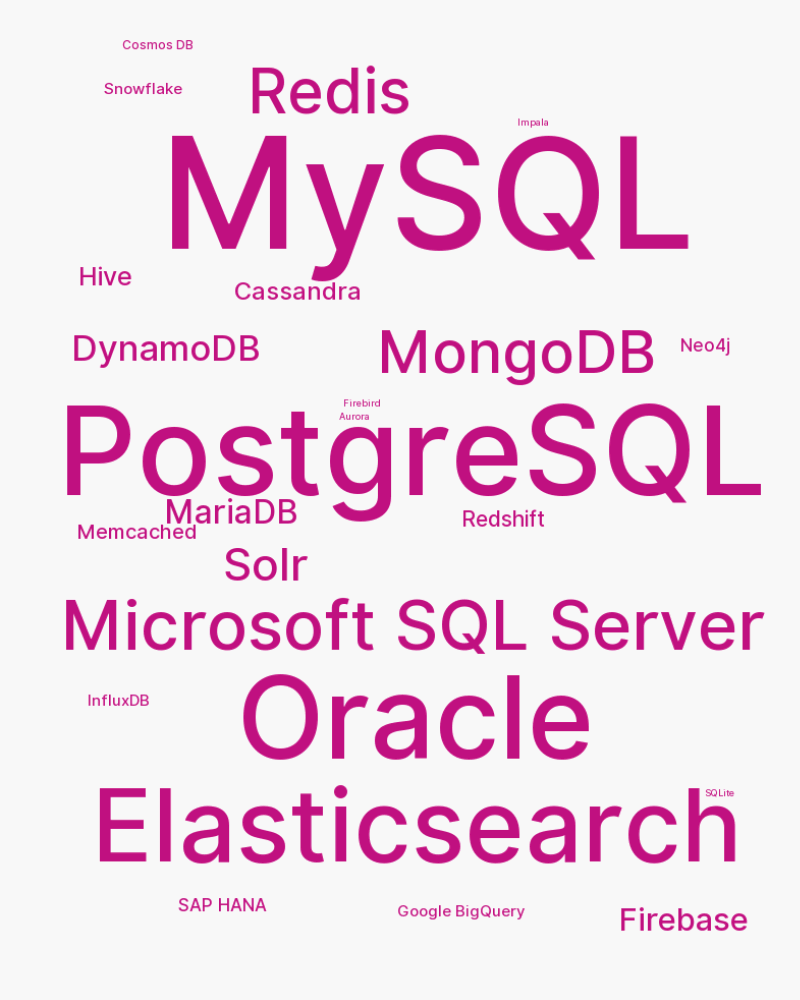 Cosmos DB
Redis
Snowflake
Impala
MySQL
Hive
Cassandra
MongoDB
DynamoDB
Neo4j
Firebird
Aurora
PostgreSQL
MariaDB
Redshift
Memcached
Solr
Microsoft SQL Server
InfluxDB
Oracle
SQLite
Elasticsearch
SAP HANA
Google BigQuery
Firebase